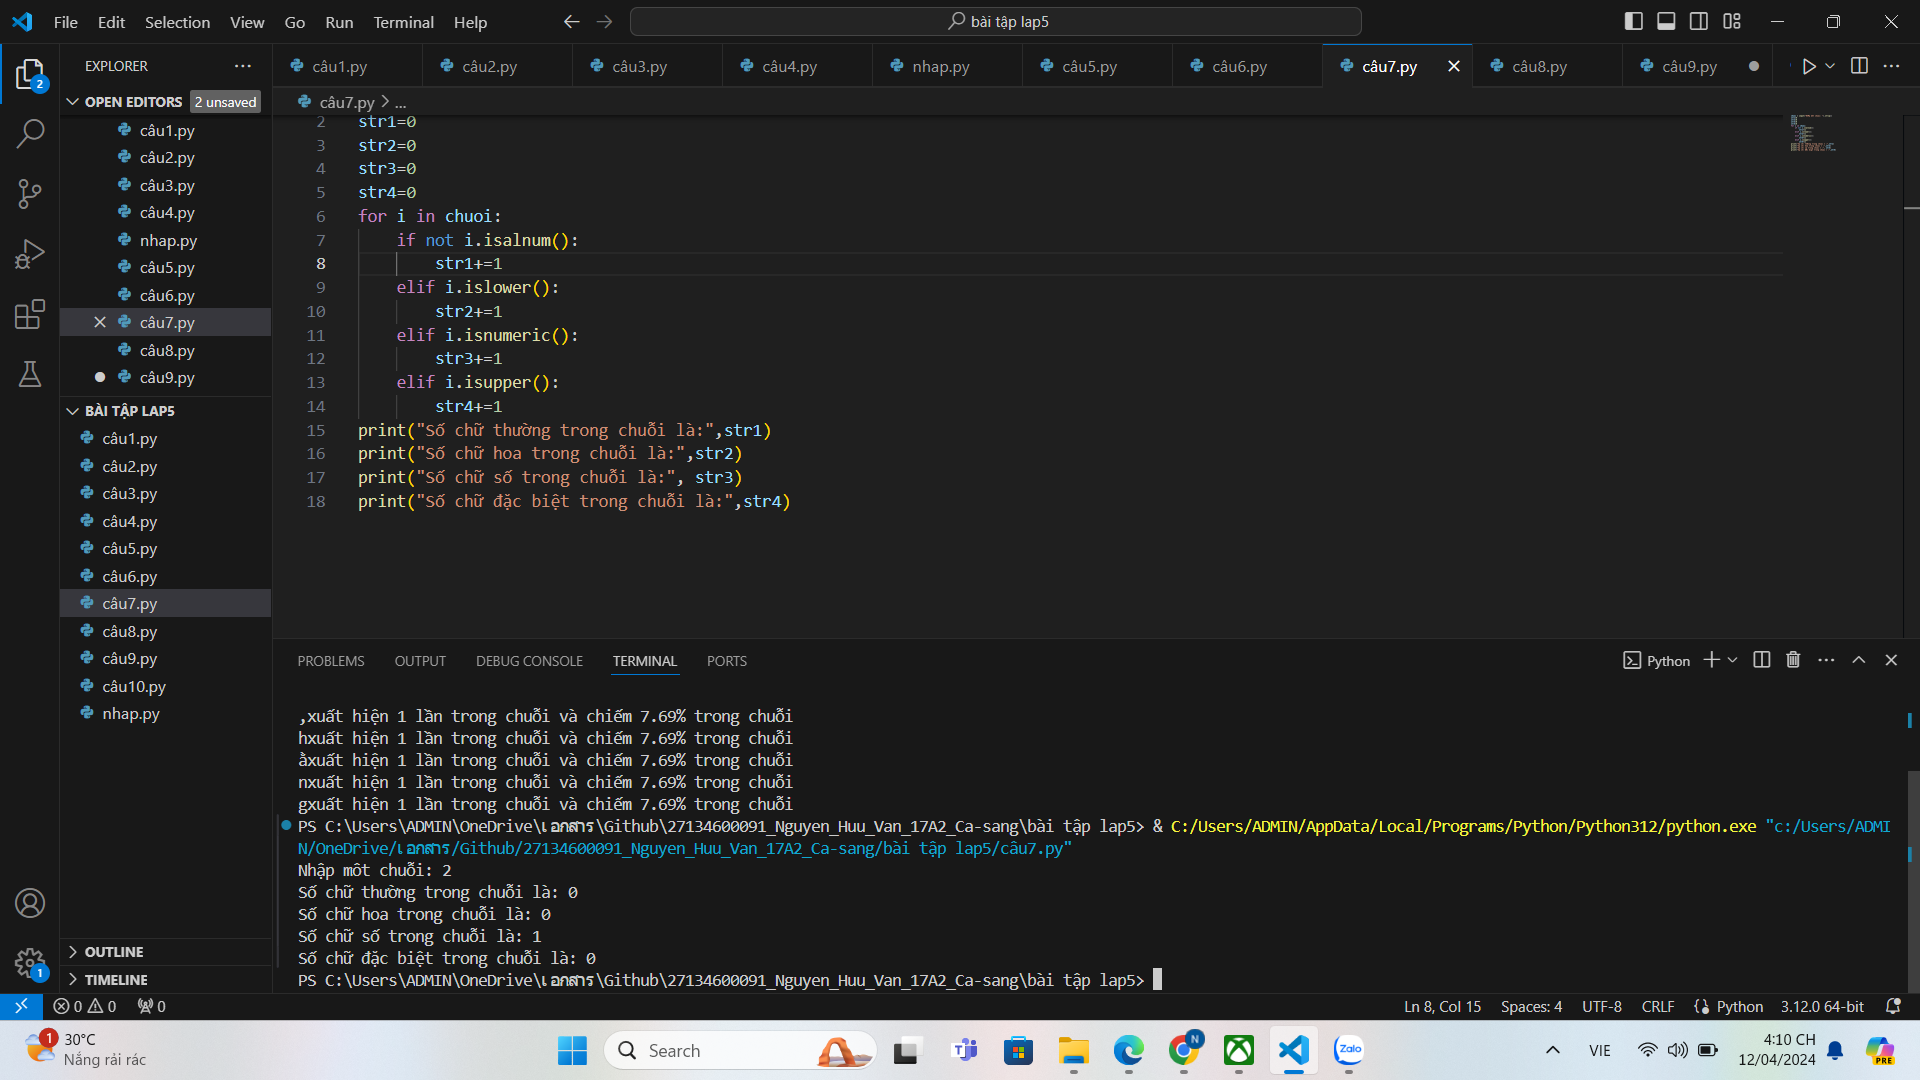 File Edit Selection View Go Run Terminal Help
bài tập lap5
EXPLORER
câu1.py câu2.py câu3.py câu4.py nhap.py câu5.py câu6.py câu7.py câu8.py câu9.py
2
OPEN EDITORS 2 unsaved
câu1.py
câu2.py
câu3.py
câu4.py
nhap.py
câu5.py
câu6.py
câu7.py
câu8.py
câu9.py
BÀI TẬP LAP5
câu1.py
câu2.py
câu3.py
câu4.py
câu5.py
câu6.py
câu7.py
câu8.py
câu9.py
câu10.py
nhap.py
OUTLINE
TIMELINE
1
câu7.py > ...
2 str1=0
3 str2=0
4 str3=0
5 str4=0
6 for i in chuoi:
7 if not i.isalnum():
8 str1+=1
9 elif i.islower():
10 str2+=1
11 elif i.isnumeric():
12 str3+=1
13 elif i.isupper():
14 str4+=1
15 print("Số chữ thường trong chuỗi là:",str1)
16 print("Số chữ hoa trong chuỗi là:",str2)
17 print("Số chữ số trong chuỗi là:", str3)
18 print("Số chữ đặc biệt trong chuỗi là:",str4)
PROBLEMS OUTPUT DEBUG CONSOLE TERMINAL PORTS
Python
,xuất hiện 1 lần trong chuỗi và chiếm 7.69% trong chuỗi
hxuất hiện 1 lần trong chuỗi và chiếm 7.69% trong chuỗi
ằxuất hiện 1 lần trong chuỗi và chiếm 7.69% trong chuỗi
nxuất hiện 1 lần trong chuỗi và chiếm 7.69% trong chuỗi
gxuất hiện 1 lần trong chuỗi và chiếm 7.69% trong chuỗi
PS C:\Users\ADMIN\OneDrive\เอกสาร\Github\27134600091_Nguyen_Huu_Van_17A2_Ca-sang\bài tập lap5> & C:/Users/ADMIN/AppData/Local/Programs/Python/Python312/python.exe "c:/Users/ADMI
N/OneDrive/เอกสาร/Github/27134600091_Nguyen_Huu_Van_17A2_Ca-sang/bài tập lap5/câu7.py"
Nhập môt chuỗi: 2
Số chữ thường trong chuỗi là: 0
Số chữ hoa trong chuỗi là: 0
Số chữ số trong chuỗi là: 1
Số chữ đặc biệt trong chuỗi là: 0
PS C:\Users\ADMIN\OneDrive\เอกสาร\Github\27134600091_Nguyen_Huu_Van_17A2_Ca-sang\bài tập lap5>
0 0 0 Ln 8, Col 15 Spaces: 4 UTF-8 CRLF Python 3.12.0 64-bit
1 30°C
Nắng rải rác
Search
N
Zalo
VIE
4:10 CH
12/04/2024
PRE